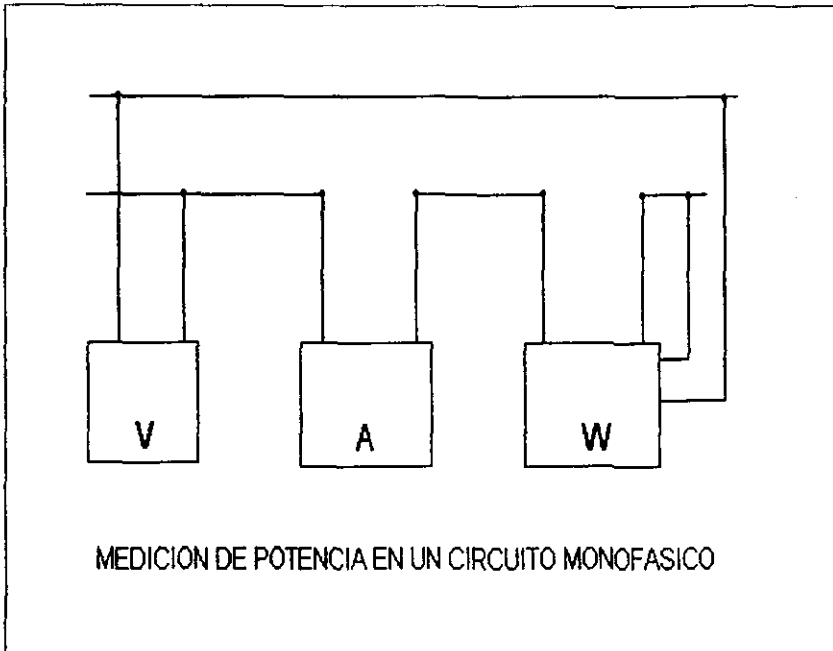 V A W
MEDICION DE POTENCIA EN UN CIRCUITO MONOFASICO